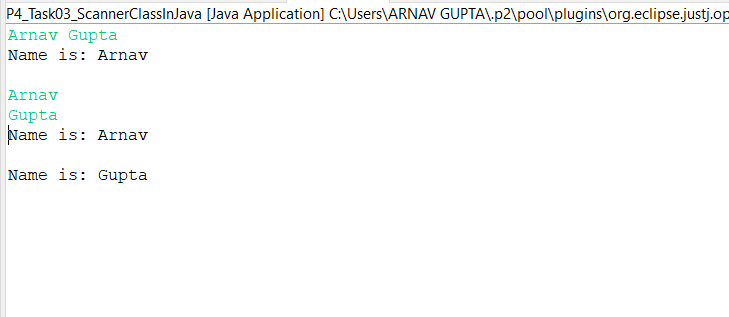 P4_Task03_ScannerClassInJava [Java Application] C:\Users\ARNAV GUPTA\.p2\pool\plugins\org.eclipse.justj.op
Arnav Gupta
Name is: Arnav
Arnav
Gupta
Name is: Arnav
Name is: Gupta